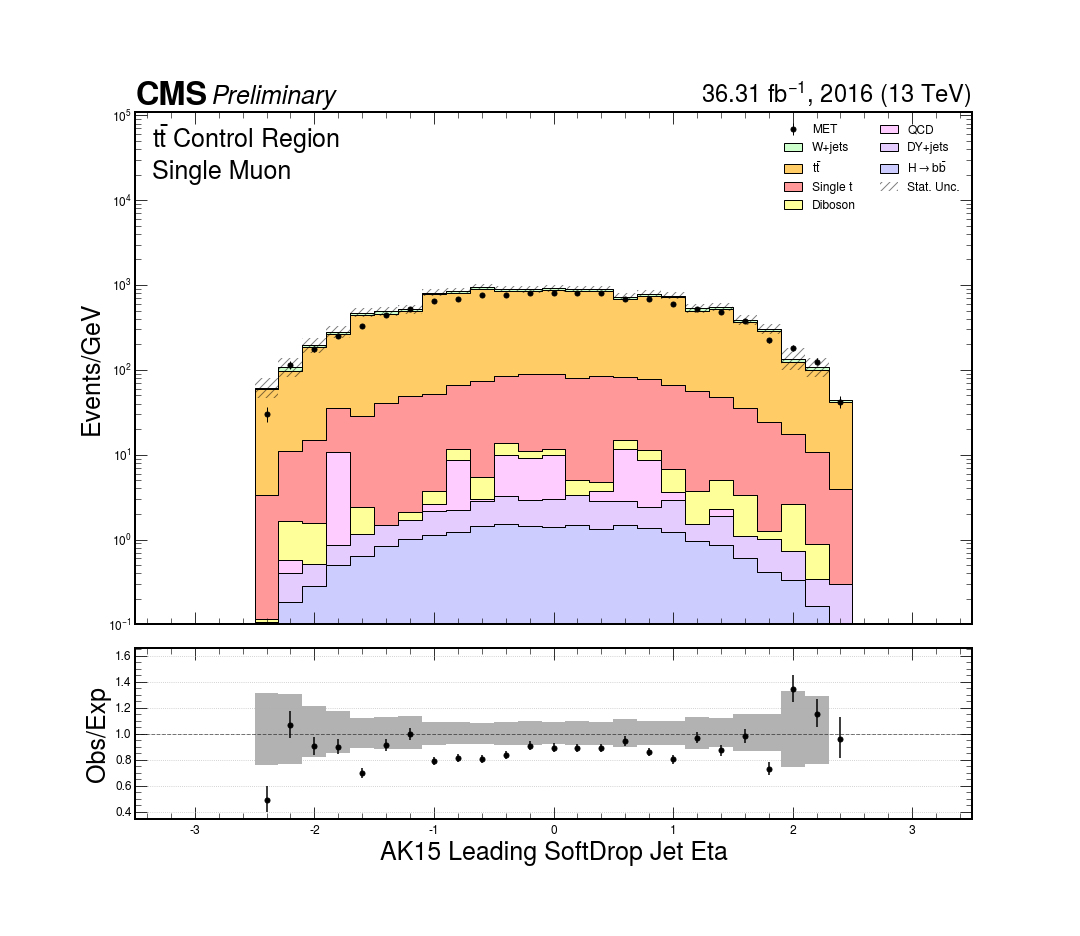 CMS Preliminary
36.31 fb⁻¹, 2016 (13 TeV)
tt̄ Control Region
Single Muon
MET
W+jets
tt̄
Single t
Diboson
QCD
DY+jets
H→bb̄
Stat. Unc.
Events/GeV
10⁵
10⁴
10³
10²
10¹
10⁰
10⁻¹
Obs/Exp
1.6
1.4
1.2
1.0
0.8
0.6
0.4
-3 -2 -1 0 1 2 3
AK15 Leading SoftDrop Jet Eta